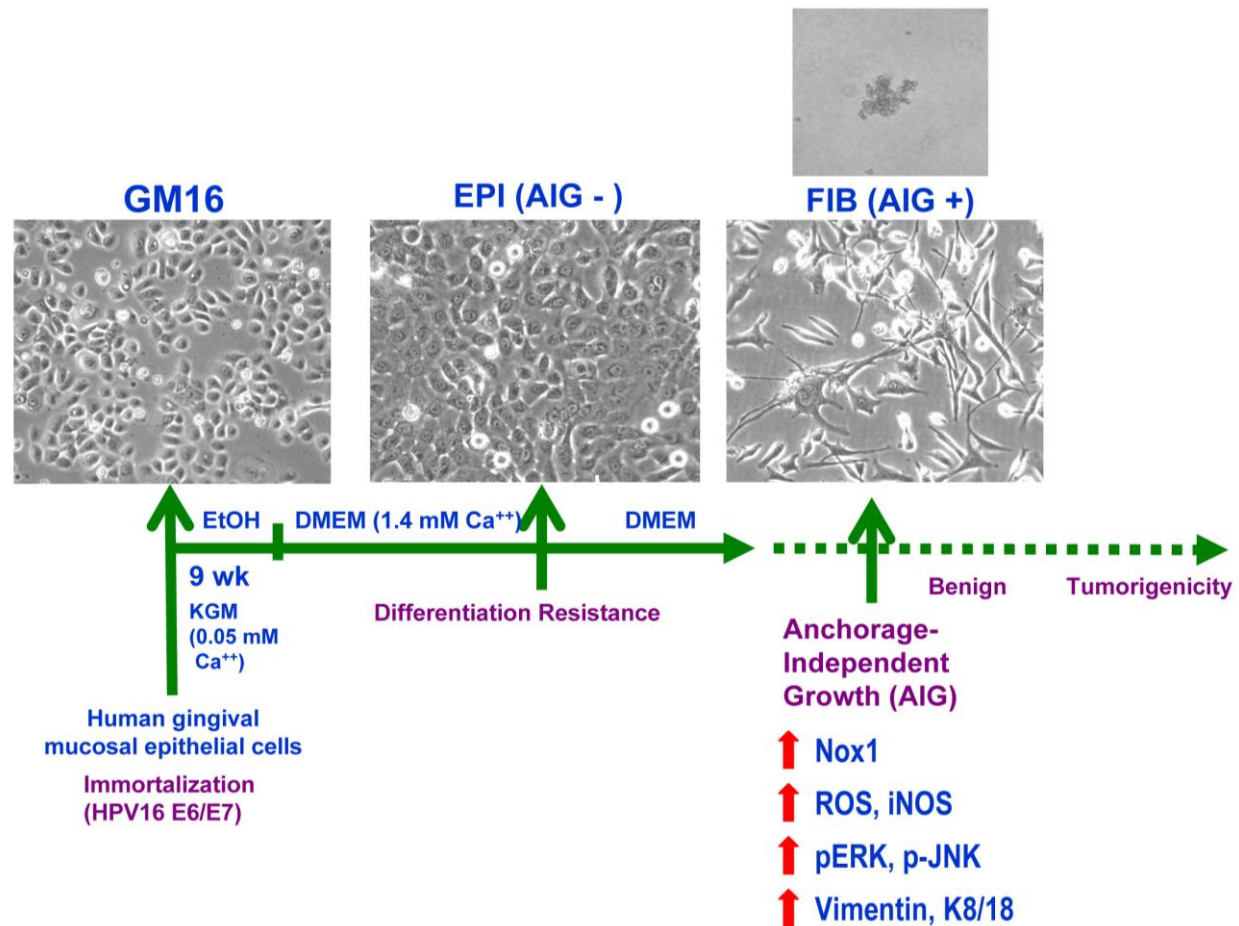 GM16
EPI (AIG - )
FIB (AIG +)
EtOH
DMEM (1.4 mM Ca⁺⁺)
DMEM
9 wk
KGM
(0.05 mM
Ca⁺⁺)
Differentiation Resistance
Benign
Tumorigenicity
Human gingival
mucosal epithelial cells
Immortalization
(HPV16 E6/E7)
Anchorage-
Independent
Growth (AIG)
Nox1
ROS, iNOS
pERK, p-JNK
Vimentin, K8/18